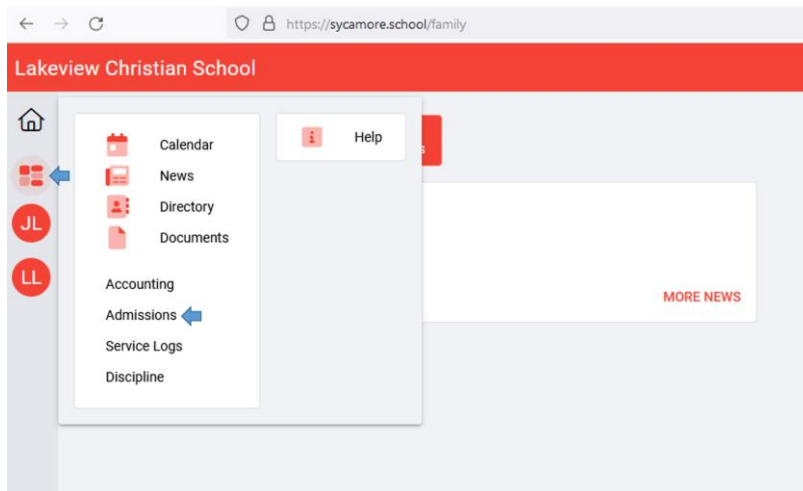 https://sycamore.school/family
Lakeview Christian School
Calendar
Help
News
Directory
Documents
JL
LL
Accounting
Admissions
MORE NEWS
Service Logs
Discipline